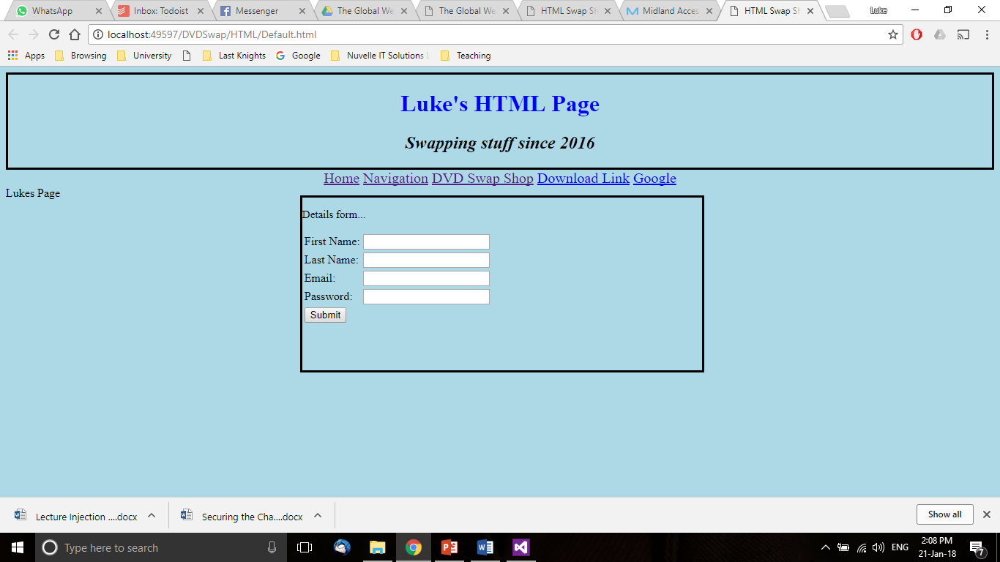 WhatsApp
Inbox: Todoist
Messenger
The Global We
The Global We
HTML Swap Sh
Midland Acces
HTML Swap Sh
Luke
localhost:49597/DVDSwap/HTML/Default.html
Apps Browsing University Last Knights Google Nuvelle IT Solutions Teaching
Luke's HTML Page
Swapping stuff since 2016
Home Navigation DVD Swap Shop Download Link Google
Lukes Page
Details form...
First Name:
Last Name:
Email:
Password:
Submit
Lecture Injection ....docx
Securing the Cha....docx
Show all
Type here to search
ENG
2:08 PM
21-Jan-18
7